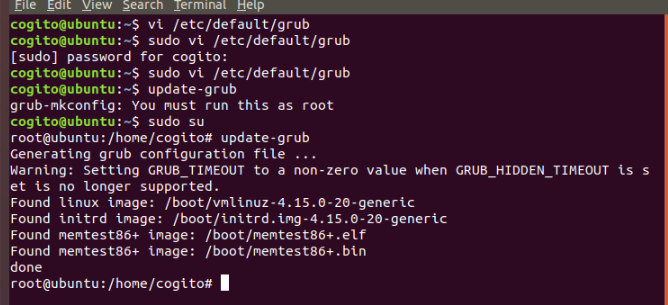 File Edit View Search Terminal Help
cogito@ubuntu:~$ vi /etc/default/grub
cogito@ubuntu:~$ sudo vi /etc/default/grub
[sudo] password for cogito:
cogito@ubuntu:~$ sudo vi /etc/default/grub
cogito@ubuntu:~$ update-grub
grub-mkconfig: You must run this as root
cogito@ubuntu:~$ sudo su
root@ubuntu:/home/cogito# update-grub
Generating grub configuration file ...
Warning: Setting GRUB_TIMEOUT to a non-zero value when GRUB_HIDDEN_TIMEOUT is s
et is no longer supported.
Found linux image: /boot/vmlinuz-4.15.0-20-generic
Found initrd image: /boot/initrd.img-4.15.0-20-generic
Found memtest86+ image: /boot/memtest86+.elf
Found memtest86+ image: /boot/memtest86+.bin
done
root@ubuntu:/home/cogito#